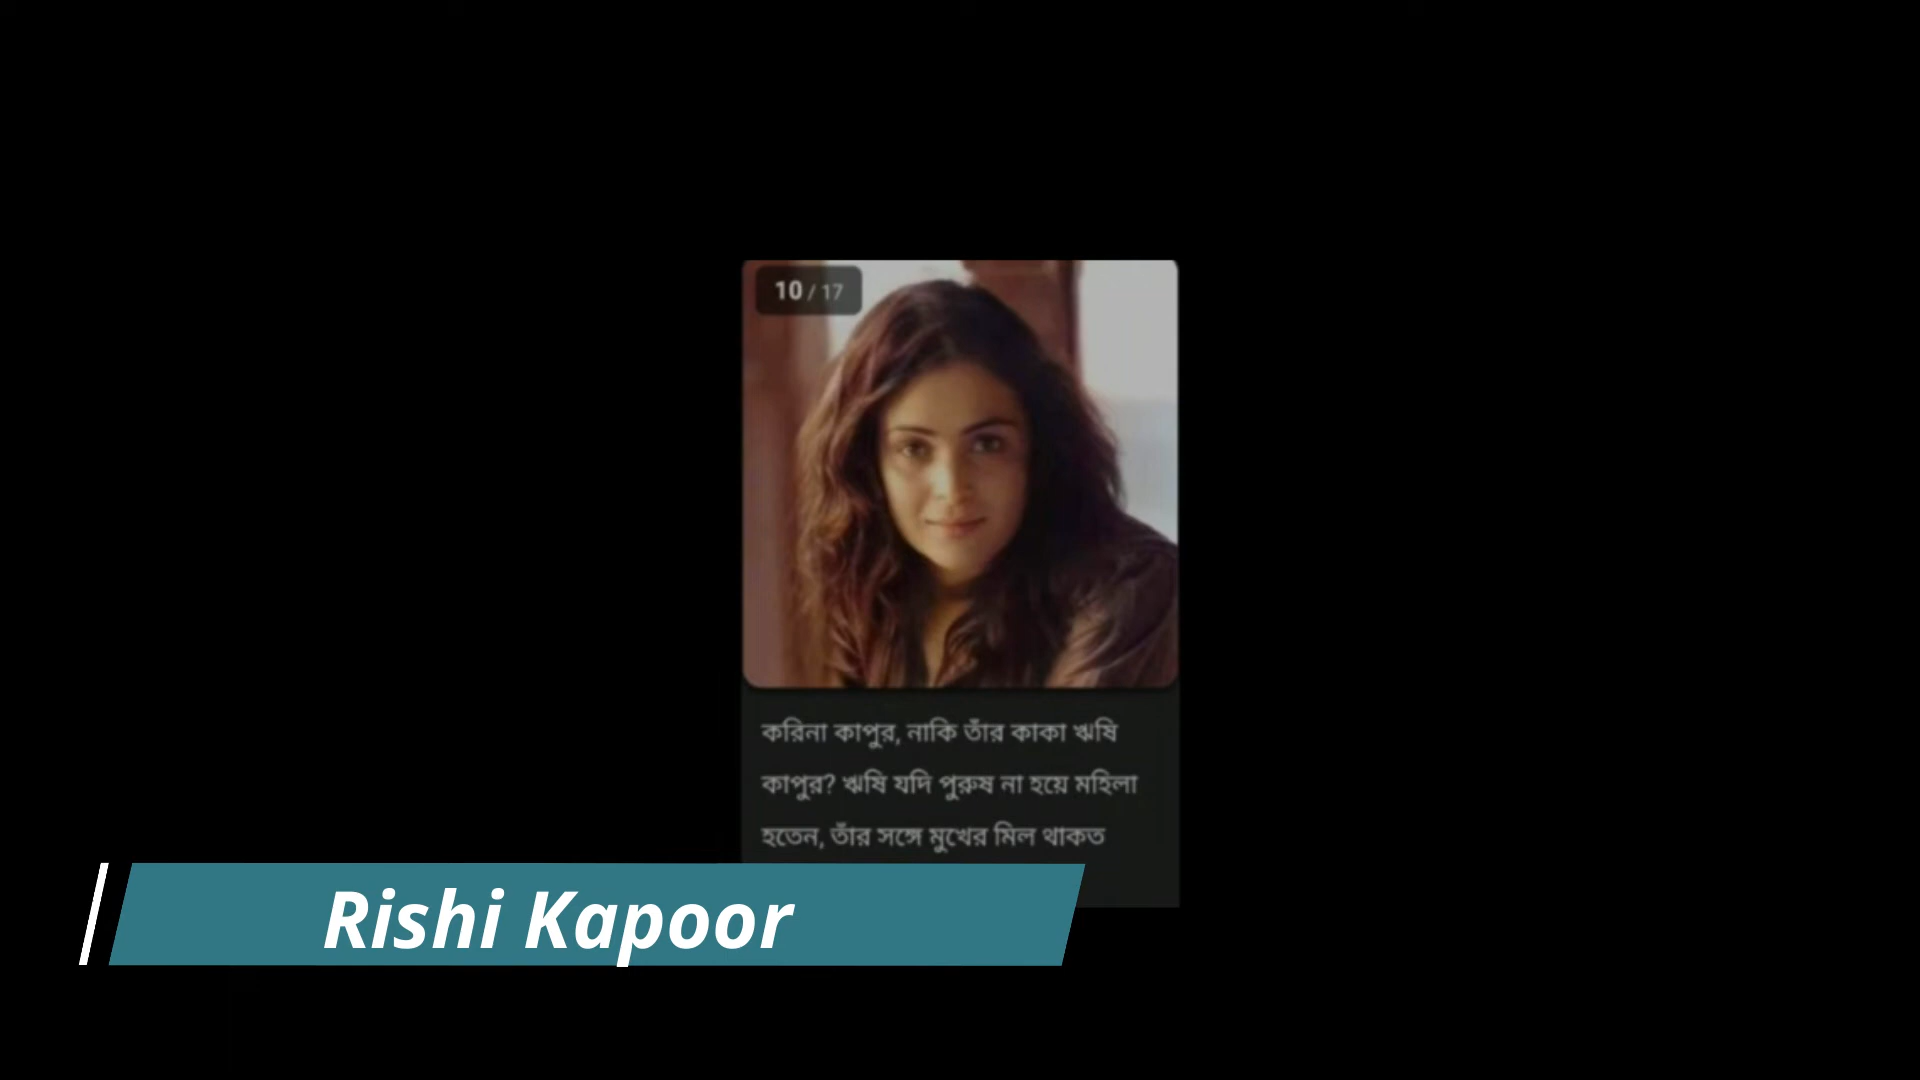 10 / 17
করিনা কাপুর, নাকি তাঁর কাকা ঋষি
কাপুর? ঋষি যদি পুরুষ না হয়ে মহিলা
হতেন, তাঁর সঙ্গে মুখের মিল থাকত
Rishi Kapoor